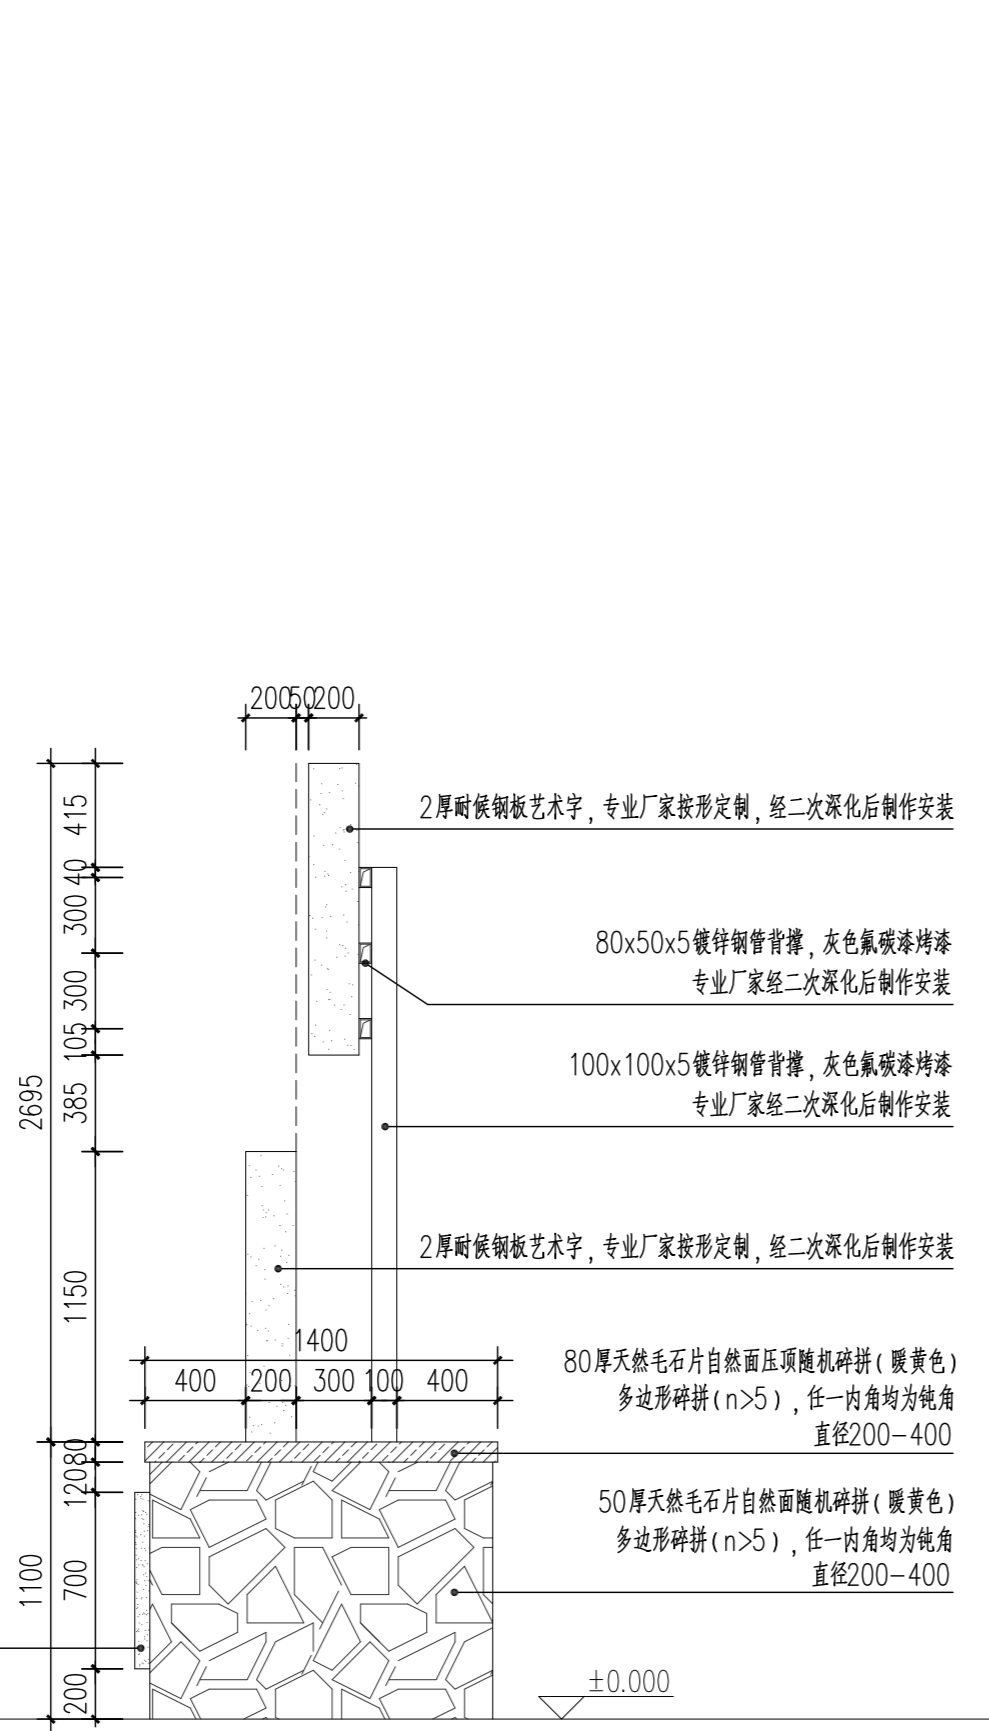 200 50 200
2厚耐候钢板艺术字，专业厂家按形定制，经二次深化后制作安装
80x50x5镀锌钢管背撑，灰色氟碳漆烤漆
专业厂家经二次深化后制作安装
100x100x5镀锌钢管背撑，灰色氟碳漆烤漆
专业厂家经二次深化后制作安装
2厚耐候钢板艺术字，专业厂家按形定制，经二次深化后制作安装
1400
400 200 300 100 400
80厚天然毛石片自然面压顶随机碎拼(暖黄色)
多边形碎拼(n>5)，任一内角均为钝角
直径200-400
50厚天然毛石片自然面随机碎拼(暖黄色)
多边形碎拼(n>5)，任一内角均为钝角
直径200-400
±0.000
415
40
300
300
105
385
1150
80
120
700
200
2695
1100